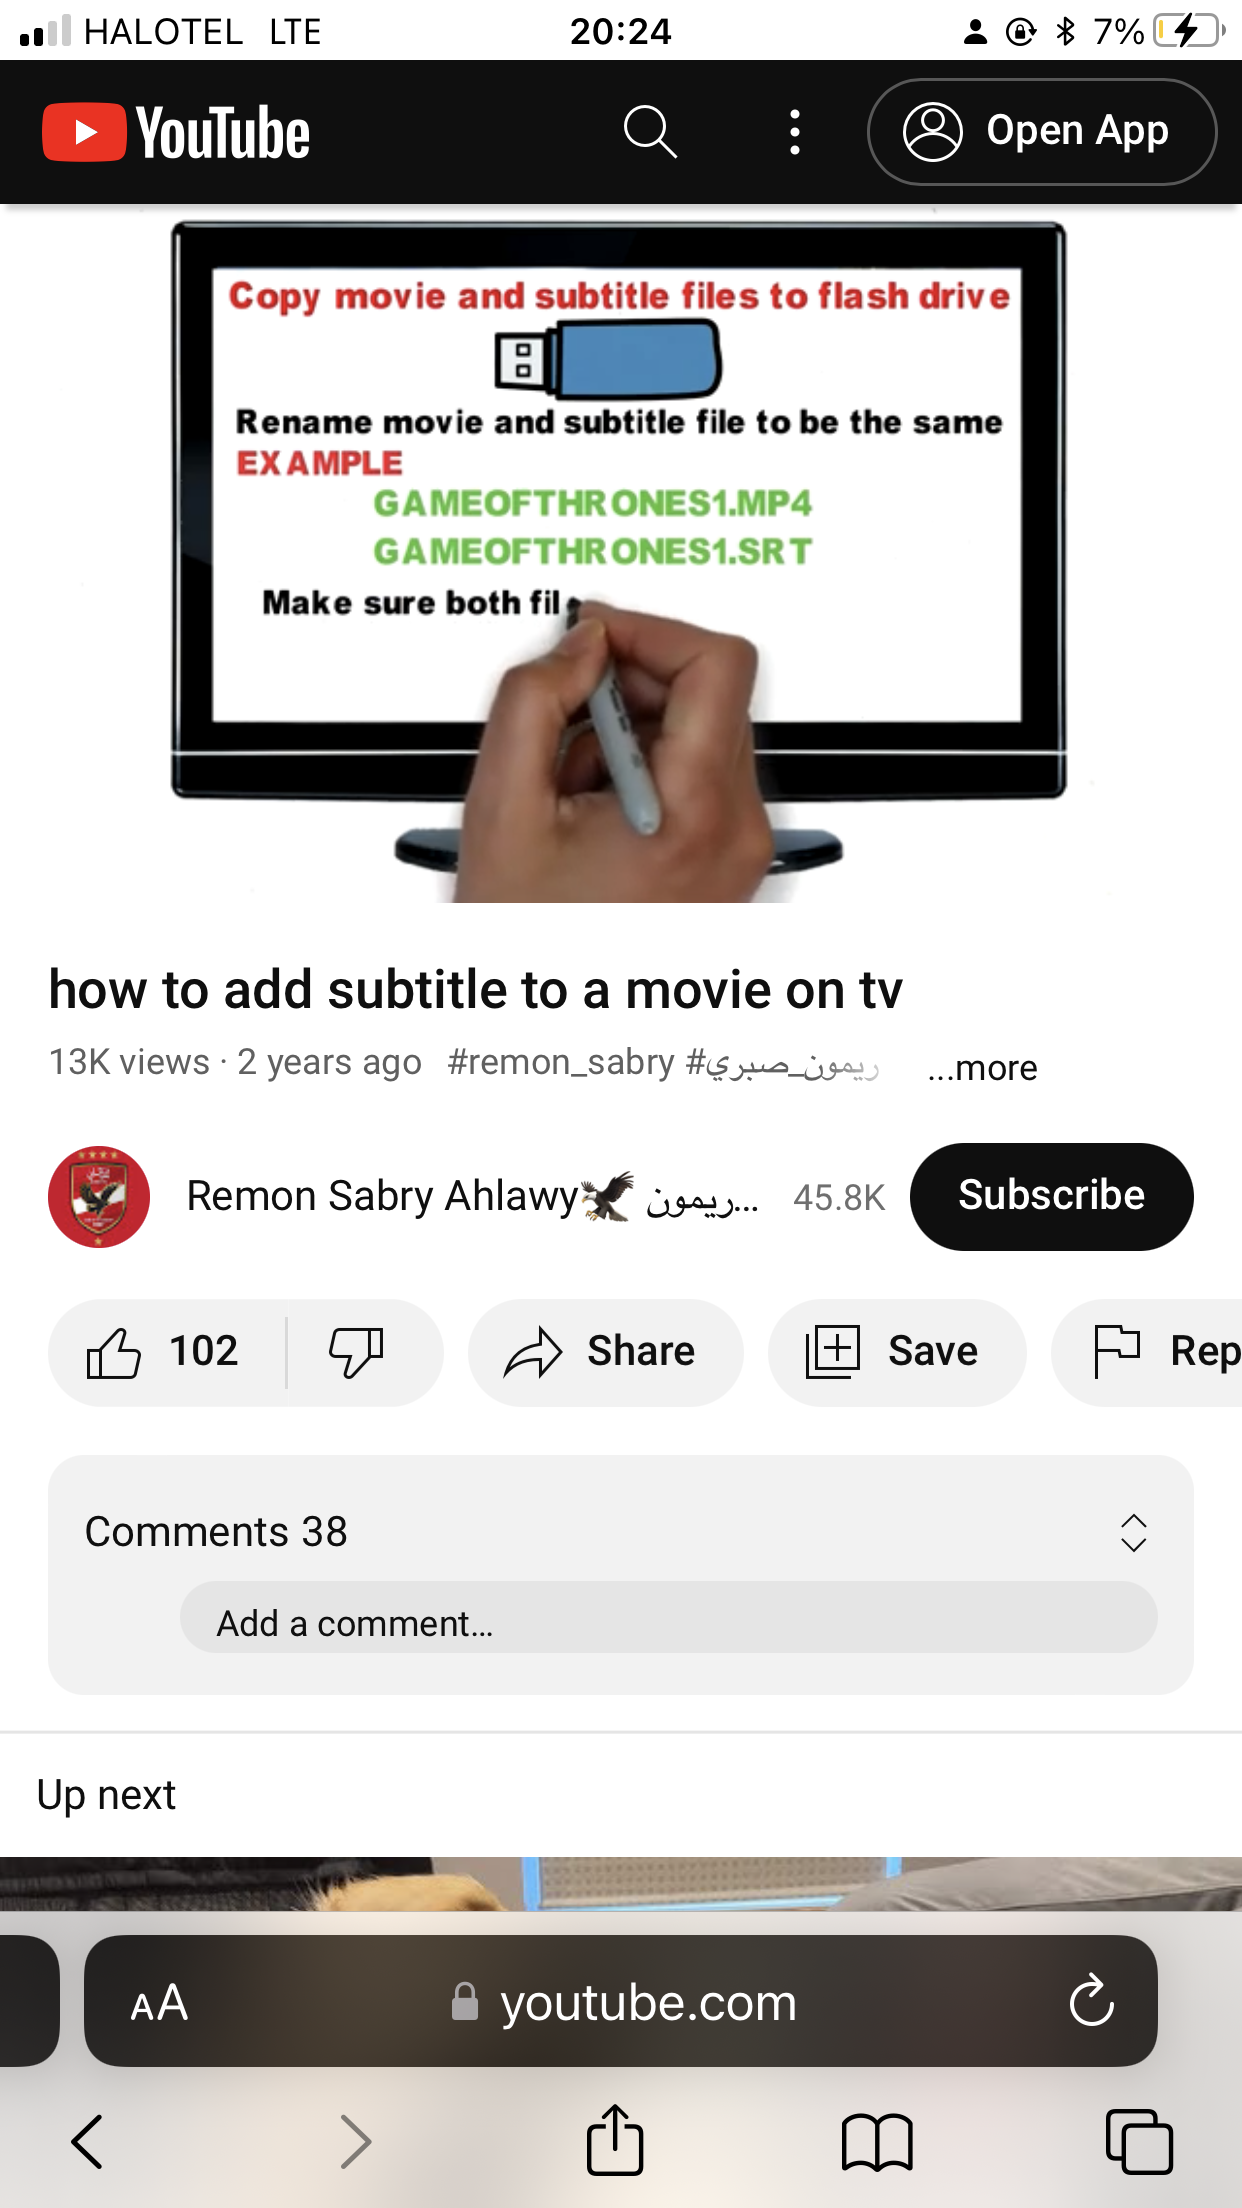 HALOTEL LTE 20:24 7%
YouTube Open App
Copy movie and subtitle files to flash drive
Rename movie and subtitle file to be the same
EXAMPLE
GAMEOFTHRONES1.MP4
GAMEOFTHRONES1.SRT
Make sure both fil
how to add subtitle to a movie on tv
13K views · 2 years ago #remon_sabry #ريمون_صبري ...more
Remon Sabry Ahlawy🦅 ريمون... 45.8K Subscribe
102 Share Save Rep
Comments 38
Add a comment...
Up next
AA youtube.com